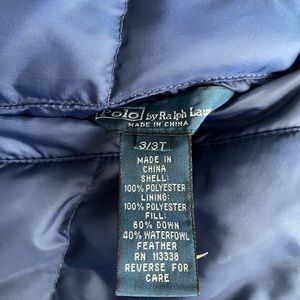 Polo by Ralph Lau
MADE IN CHINA
3/3T
MADE IN
CHINA
SHELL:
100% POLYESTER
LINING:
100% POLYESTER
FILL:
60% DOWN
40% WATERFOWL
FEATHER
RN 113338
REVERSE FOR
CARE